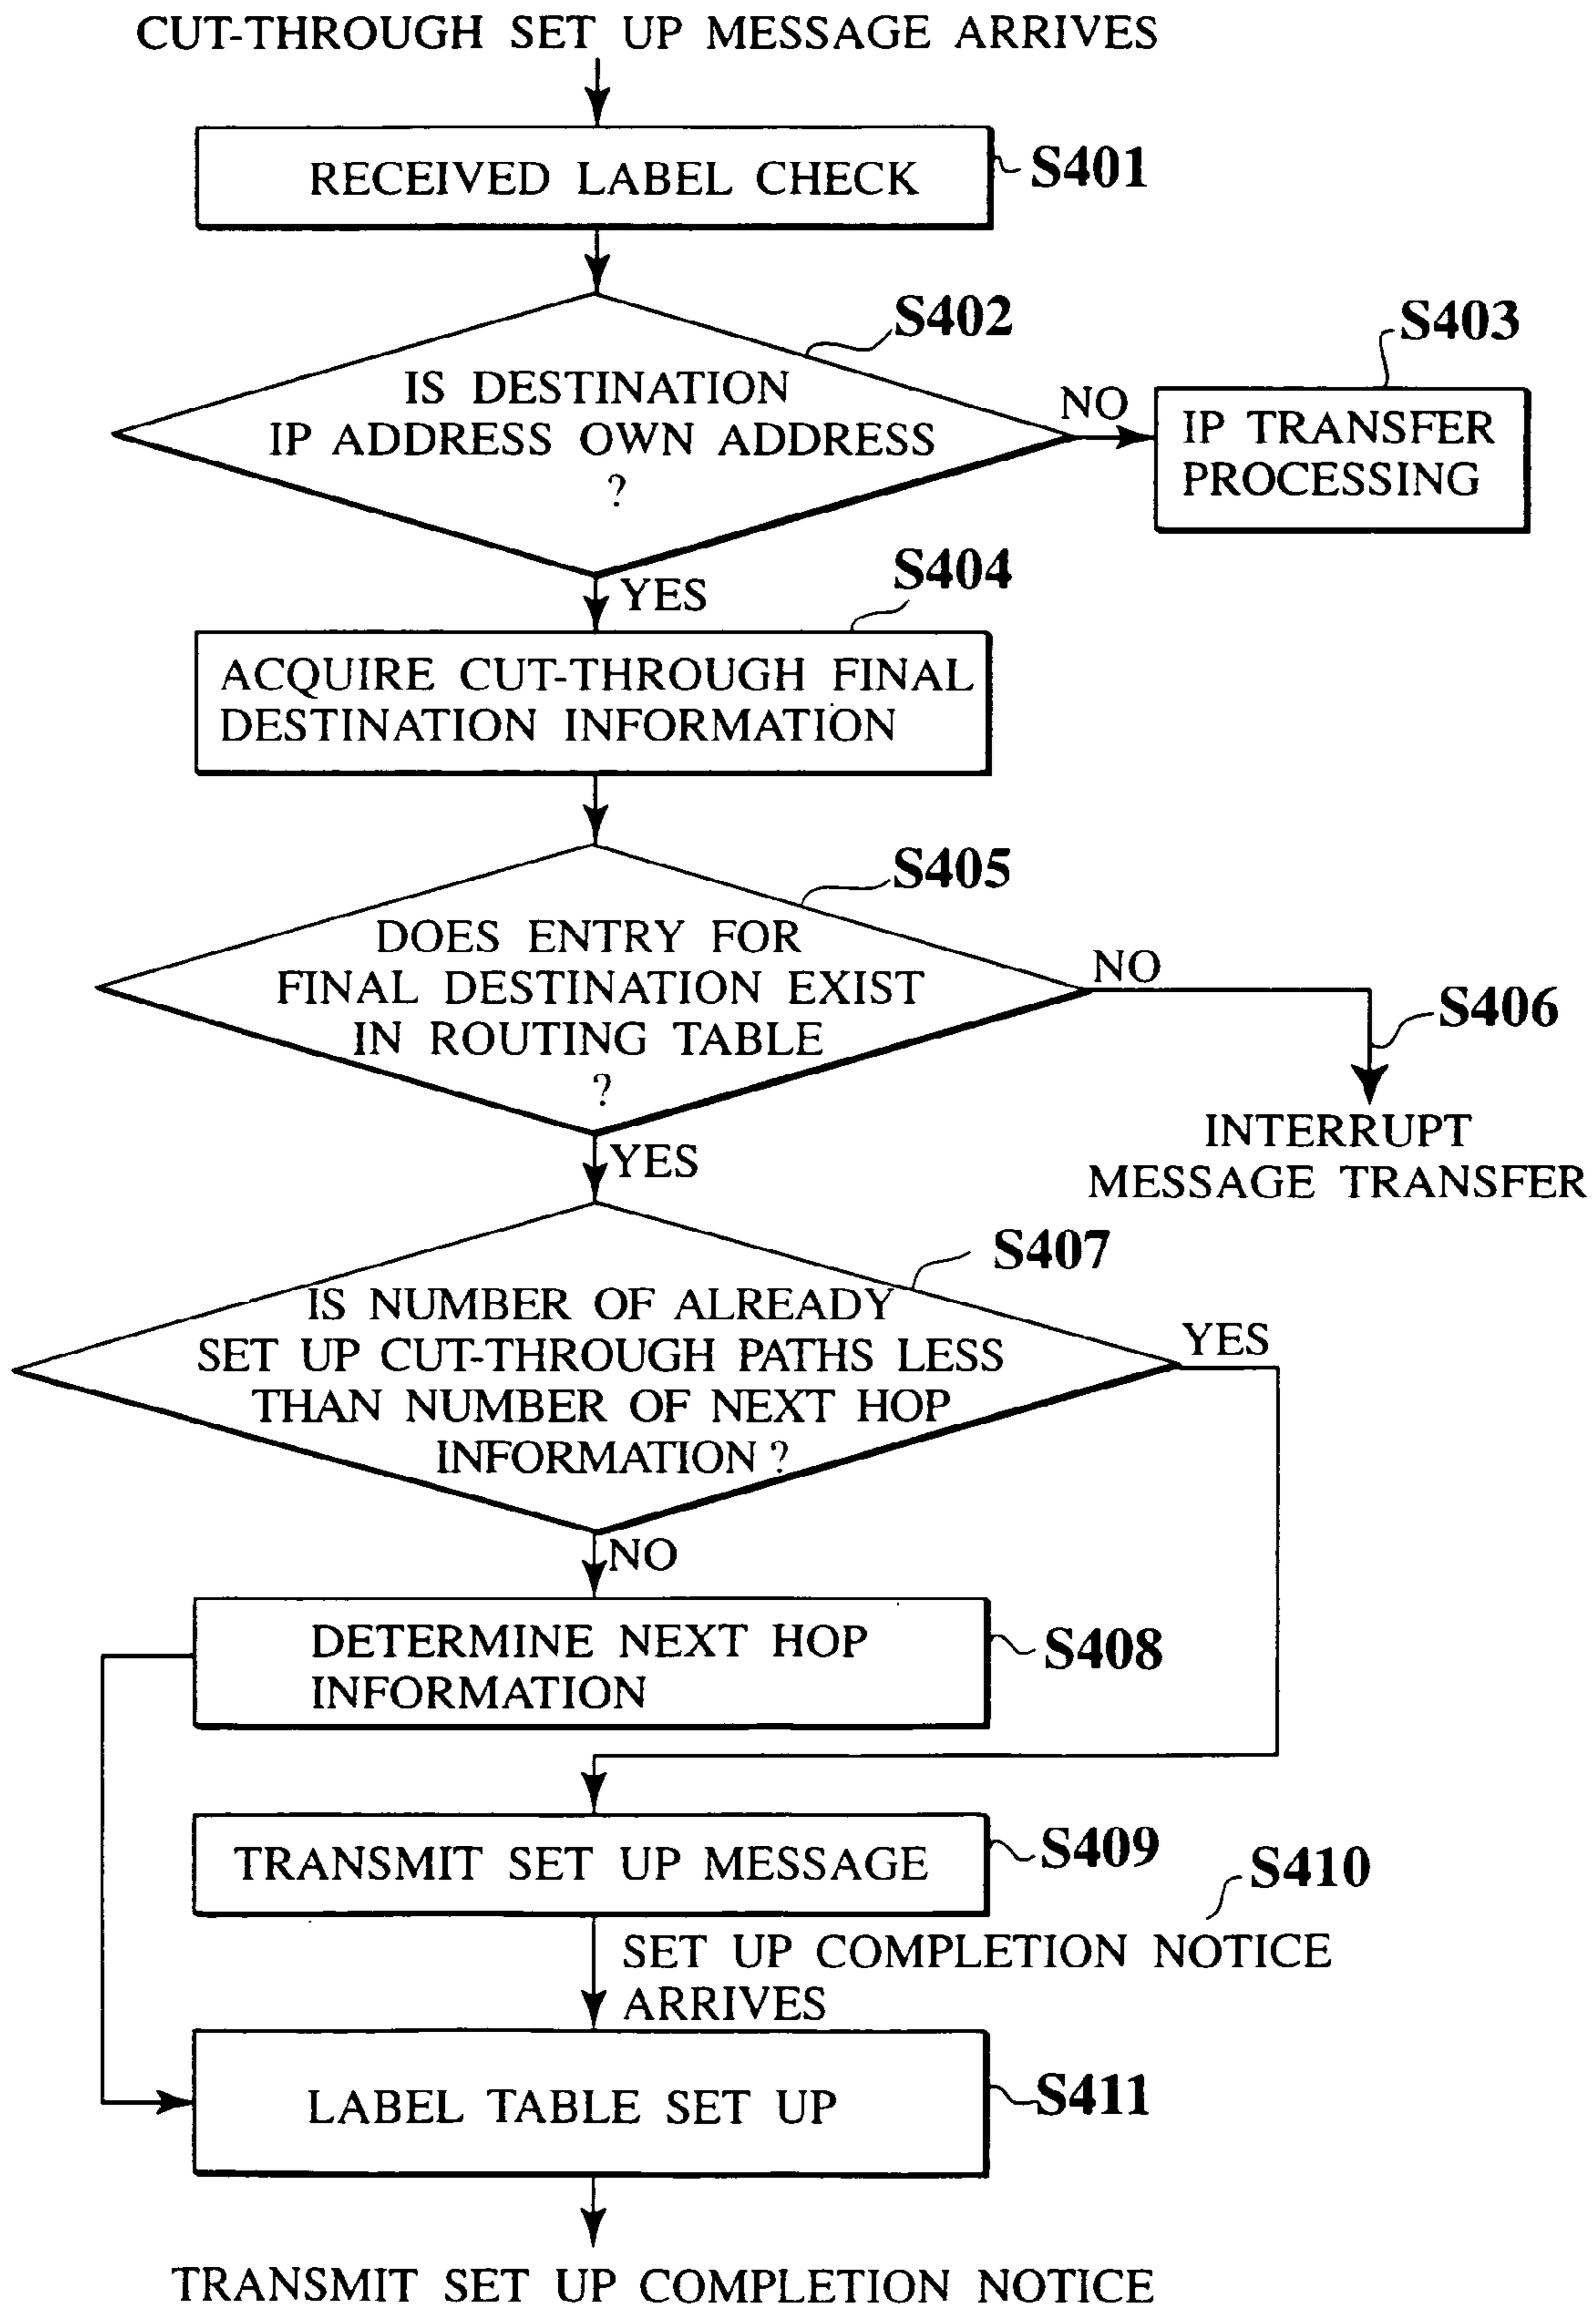 CUT-THROUGH SET UP MESSAGE ARRIVES
RECEIVED LABEL CHECK
S401
S402
IS DESTINATION
IP ADDRESS OWN ADDRESS
?
NO
S403
IP TRANSFER
PROCESSING
YES
S404
ACQUIRE CUT-THROUGH FINAL
DESTINATION INFORMATION
S405
DOES ENTRY FOR
FINAL DESTINATION EXIST
IN ROUTING TABLE
?
NO
S406
INTERRUPT
MESSAGE TRANSFER
YES
S407
IS NUMBER OF ALREADY
SET UP CUT-THROUGH PATHS LESS
THAN NUMBER OF NEXT HOP
INFORMATION ?
YES
NO
DETERMINE NEXT HOP
INFORMATION
S408
TRANSMIT SET UP MESSAGE
S409
S410
SET UP COMPLETION NOTICE
ARRIVES
LABEL TABLE SET UP
S411
TRANSMIT SET UP COMPLETION NOTICE